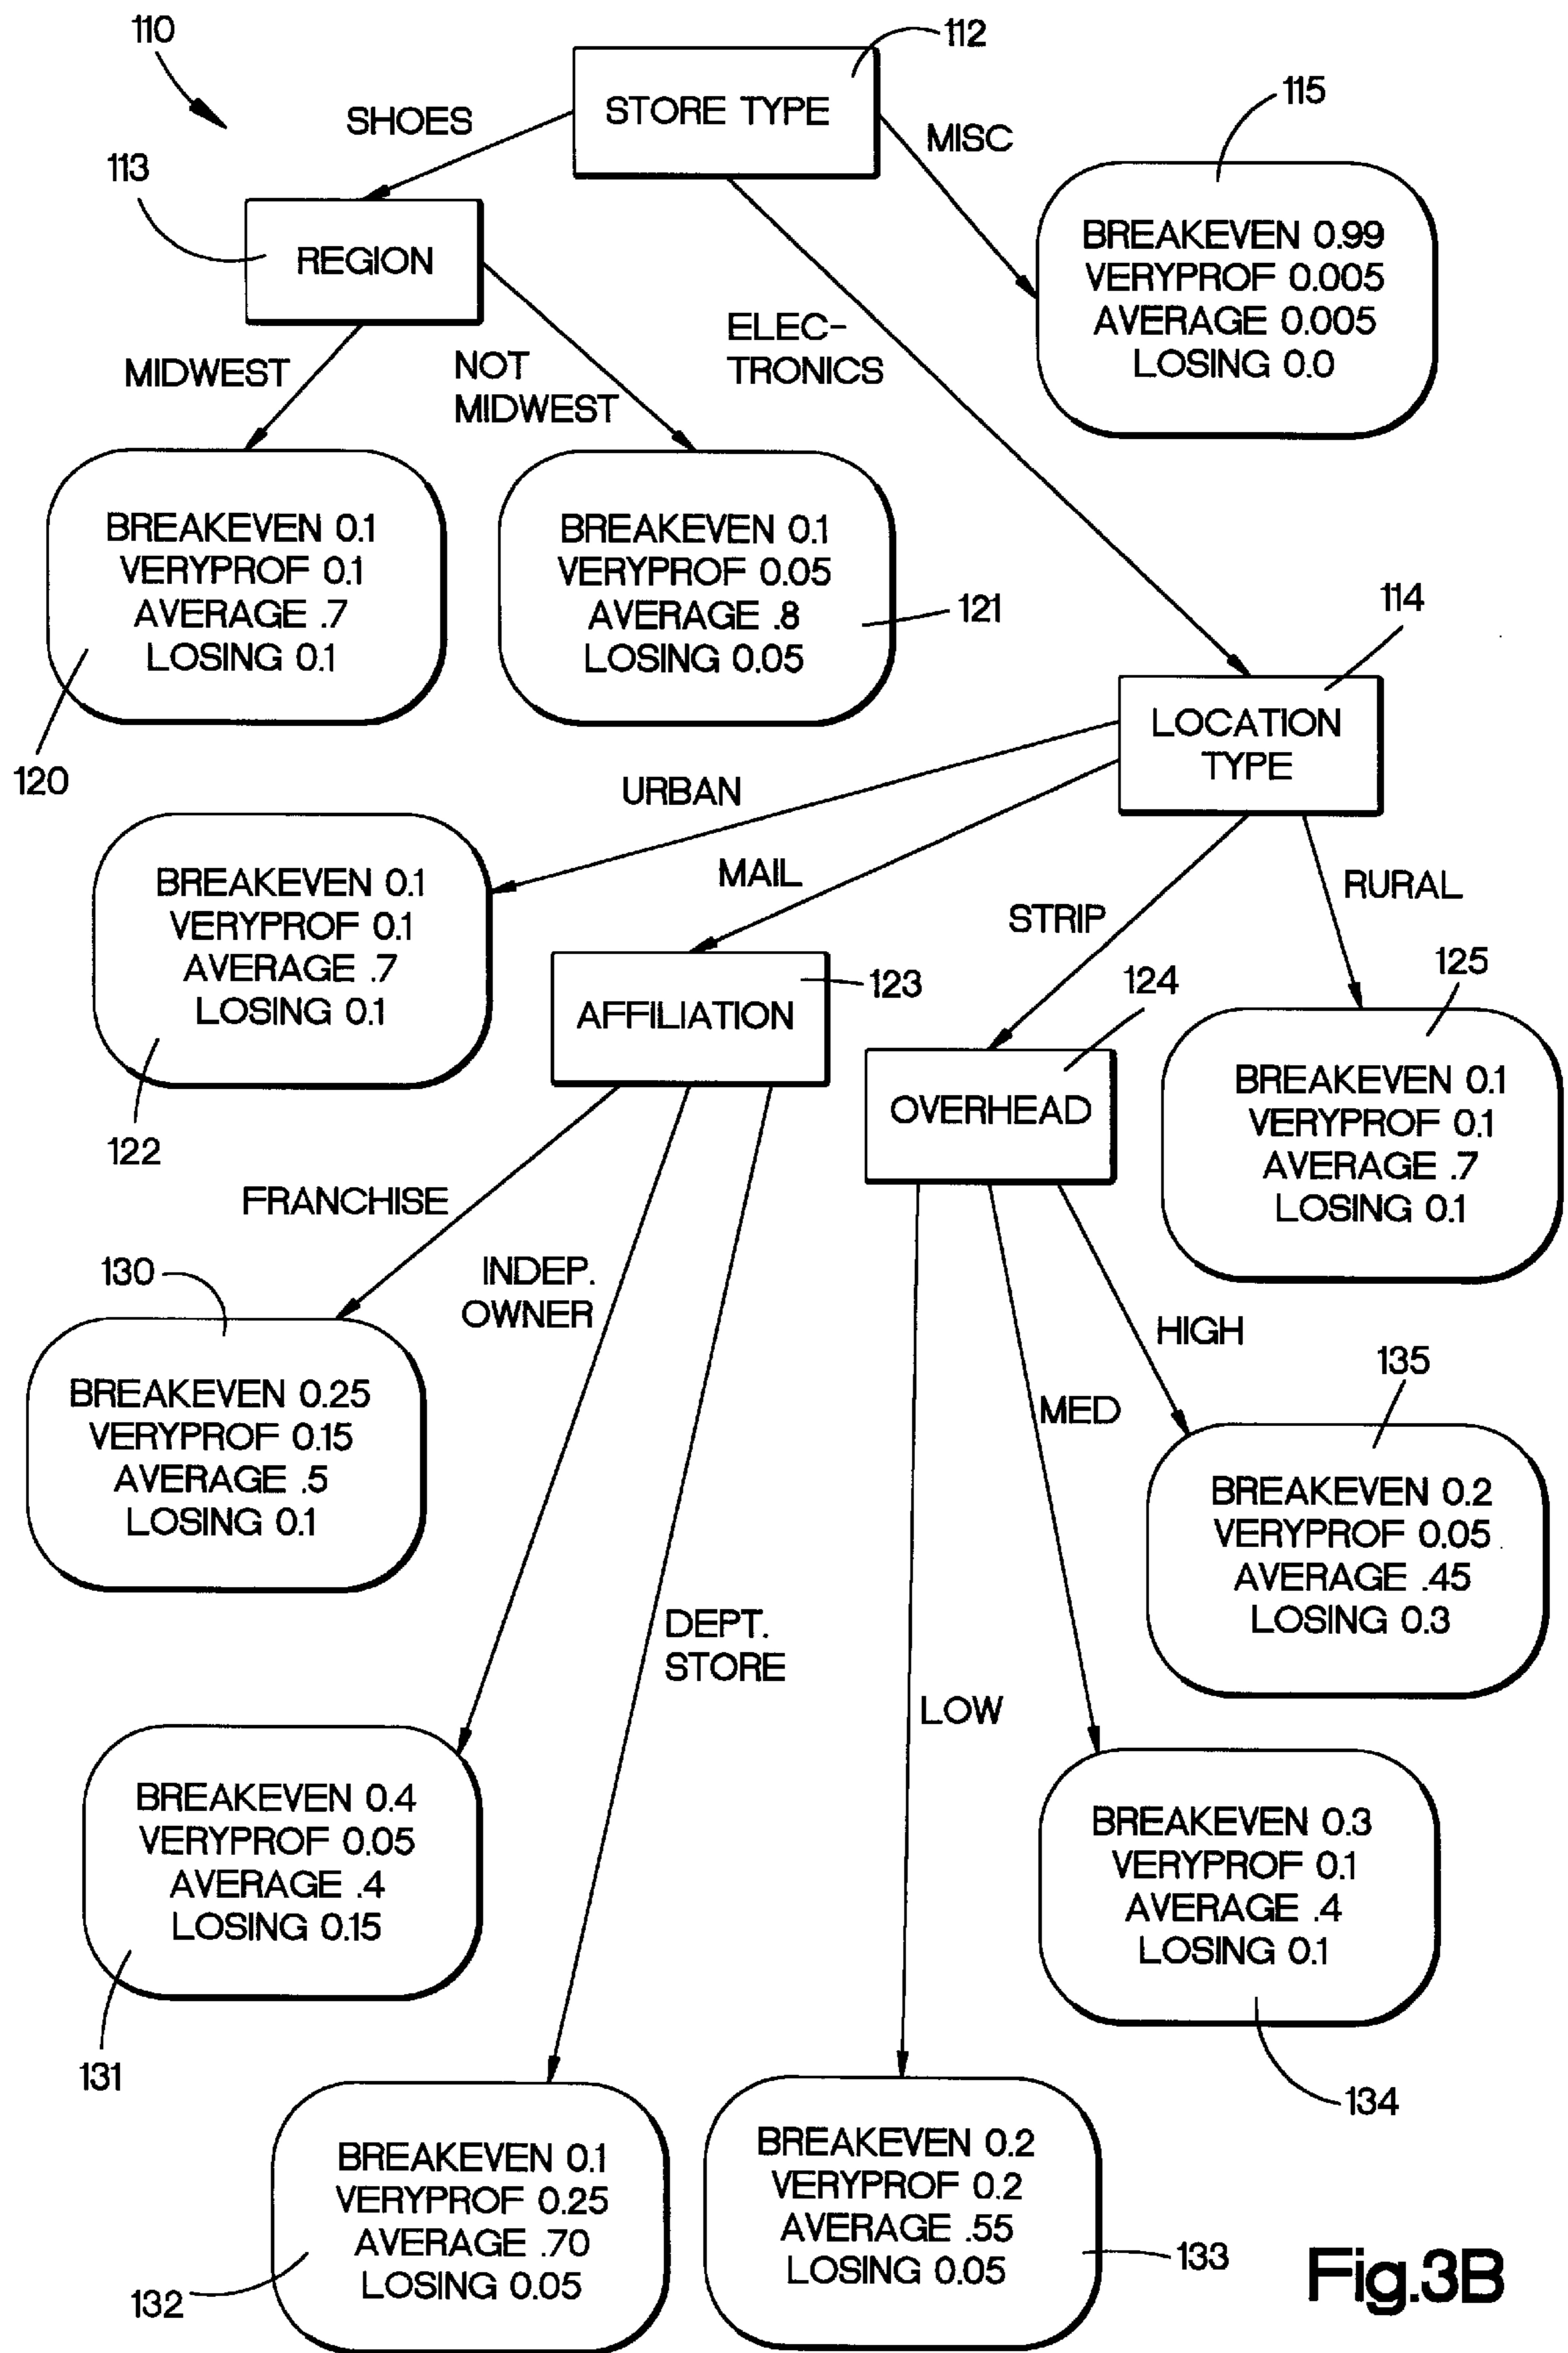 110
112
STORE TYPE
SHOES
MISC
115
BREAKEVEN 0.99
VERYPROF 0.005
AVERAGE 0.005
LOSING 0.0
113
REGION
ELEC-
TRONICS
MIDWEST
NOT
MIDWEST
BREAKEVEN 0.1
VERYPROF 0.1
AVERAGE .7
LOSING 0.1
120
BREAKEVEN 0.1
VERYPROF 0.05
AVERAGE .8
LOSING 0.05
121
114
LOCATION
TYPE
URBAN
MAIL
STRIP
RURAL
BREAKEVEN 0.1
VERYPROF 0.1
AVERAGE .7
LOSING 0.1
122
AFFILIATION
123
124
OVERHEAD
125
BREAKEVEN 0.1
VERYPROF 0.1
AVERAGE .7
LOSING 0.1
FRANCHISE
INDEP.
OWNER
DEPT.
STORE
130
BREAKEVEN 0.25
VERYPROF 0.15
AVERAGE .5
LOSING 0.1
HIGH
MED
LOW
135
BREAKEVEN 0.2
VERYPROF 0.05
AVERAGE .45
LOSING 0.3
BREAKEVEN 0.4
VERYPROF 0.05
AVERAGE .4
LOSING 0.15
131
BREAKEVEN 0.3
VERYPROF 0.1
AVERAGE .4
LOSING 0.1
134
BREAKEVEN 0.1
VERYPROF 0.25
AVERAGE .70
LOSING 0.05
132
BREAKEVEN 0.2
VERYPROF 0.2
AVERAGE .55
LOSING 0.05
133
Fig.3B